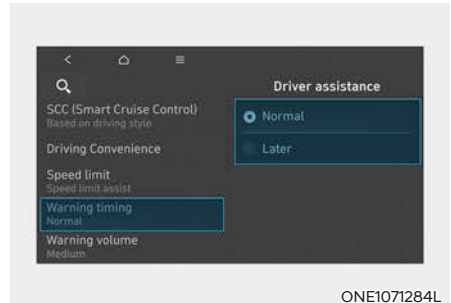 Driver assistance
SCC (Smart Cruise Control)
Based on driving style
Driving Convenience
Speed limit
Speed limit assist
Warning timing
Normal
Warning volume
Medium
Normal
Later
ONE1071284L